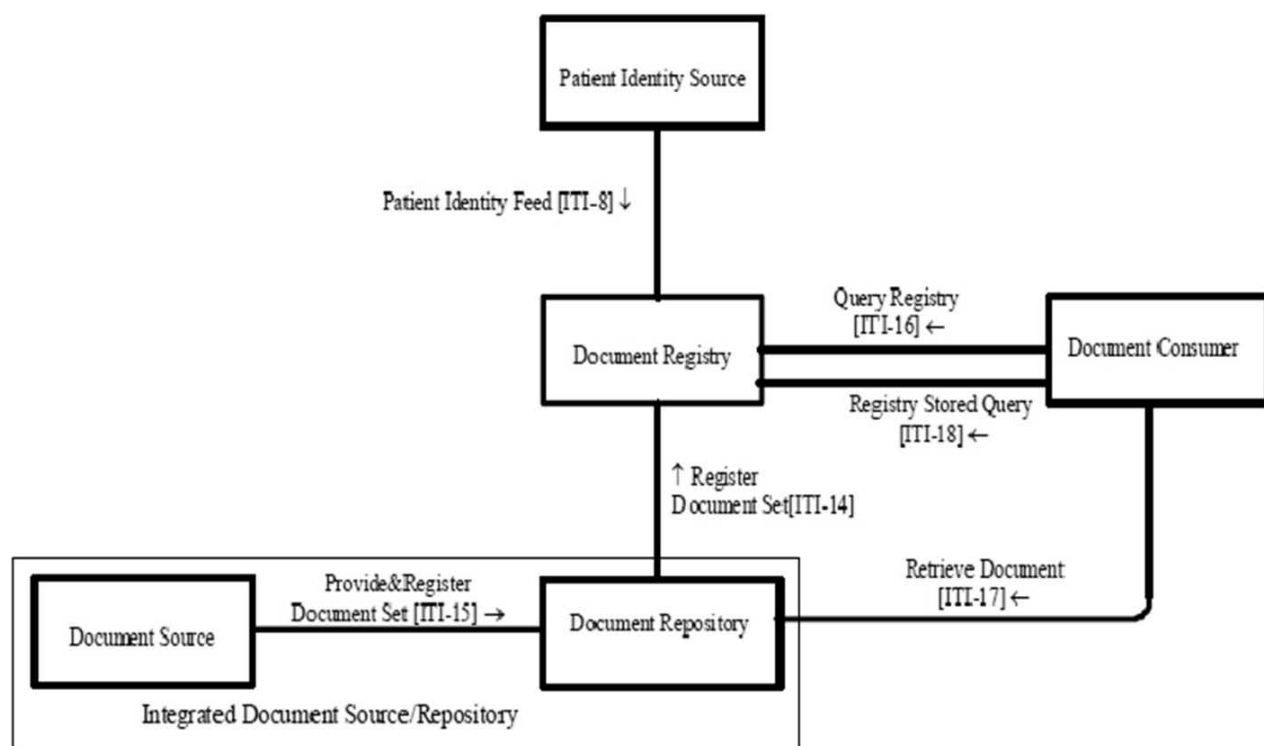 Patient Identity Source
Patient Identity Feed [ITI-8] ↓
Query Registry
[ITI-16] ←
Document Registry
Document Consumer
Registry Stored Query
[ITI-18] ←
↑ Register
Document Set[ITI-14]
Provide&Register
Document Set [ITI-15] →
Retrieve Document
[ITI-17] ←
Document Source
Document Repository
Integrated Document Source/Repository